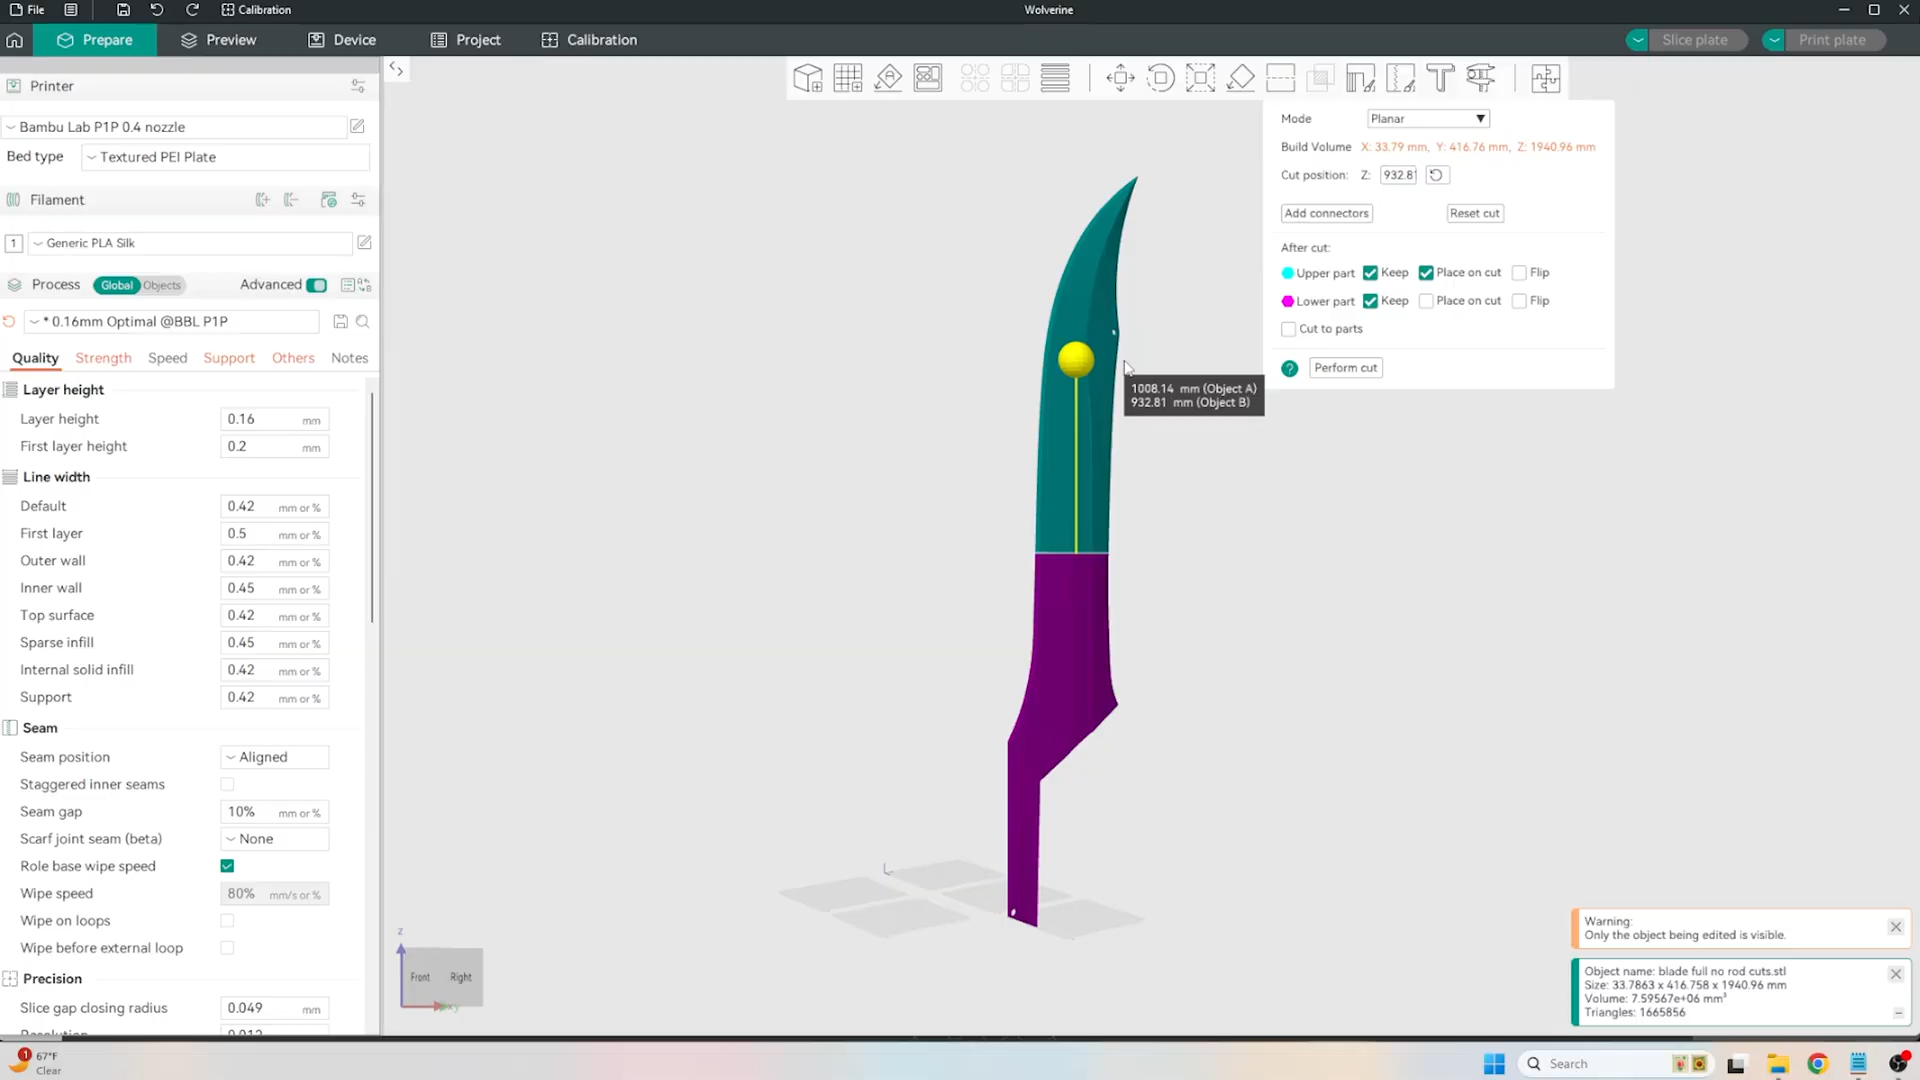 File
Calibration
Wolverine
Prepare
Preview
Device
Project
Calibration
Slice plate
Print plate
Printer
Bambu Lab P1P 0.4 nozzle
Bed type
Textured PEI Plate
Filament
1
Generic PLA Silk
Process
Global
Objects
Advanced
* 0.16mm Optimal @BBL P1P
Quality
Strength
Speed
Support
Others
Notes
Layer height
Layer height 0.16 mm
First layer height 0.2 mm
Line width
Default 0.42 mm or %
First layer 0.5 mm or %
Outer wall 0.42 mm or %
Inner wall 0.45 mm or %
Top surface 0.42 mm or %
Sparse infill 0.45 mm or %
Internal solid infill 0.42 mm or %
Support 0.42 mm or %
Seam
Seam position Aligned
Staggered inner seams
Seam gap 10% mm or %
Scarf joint seam (beta) None
Role base wipe speed
Wipe speed 80% mm/s or %
Wipe on loops
Wipe before external loop
Precision
Slice gap closing radius 0.049 mm
Mode Planar
Build Volume X: 33.79 mm, Y: 416.76 mm, Z: 1940.96 mm
Cut position: Z: 932.81
Add connectors
Reset cut
After cut:
Upper part Keep Place on cut Flip
Lower part Keep Place on cut Flip
Cut to parts
? Perform cut
1008.14 mm (Object A)
932.81 mm (Object B)
z
Front
Right
Warning:
Only the object being edited is visible.
Object name: blade full no rod cuts.stl
Size: 33.7863 x 416.758 x 1940.96 mm
Volume: 7.59567e+06 mm³
Triangles: 1665856
1
67°F
Clear
Search